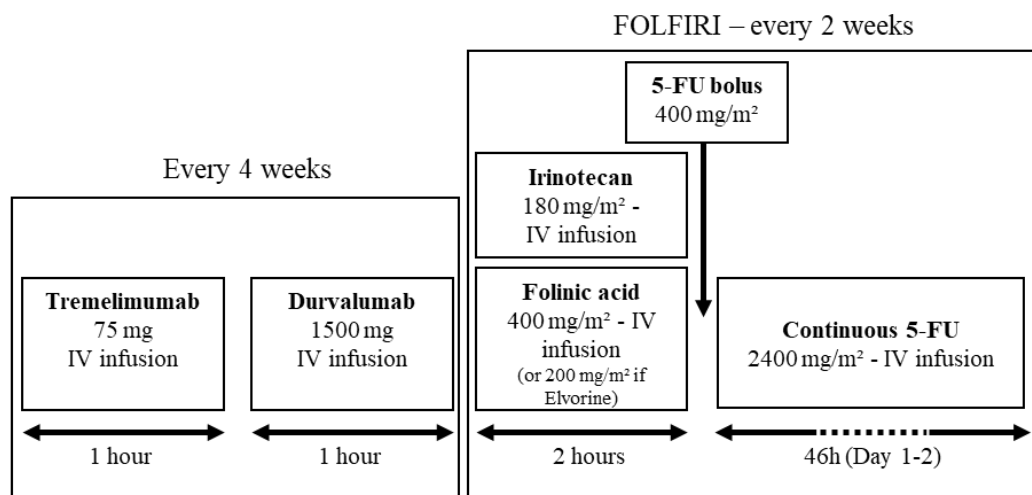 FOLFIRI – every 2 weeks
5-FU bolus
400 mg/m²
Every 4 weeks
Irinotecan
180 mg/m² -
IV infusion
Tremelimumab
75 mg
IV infusion
Durvalumab
1500 mg
IV infusion
Folinic acid
400 mg/m² - IV
infusion
(or 200 mg/m² if
Elvorine)
Continuous 5-FU
2400 mg/m² - IV infusion
1 hour
1 hour
2 hours
46h (Day 1-2)